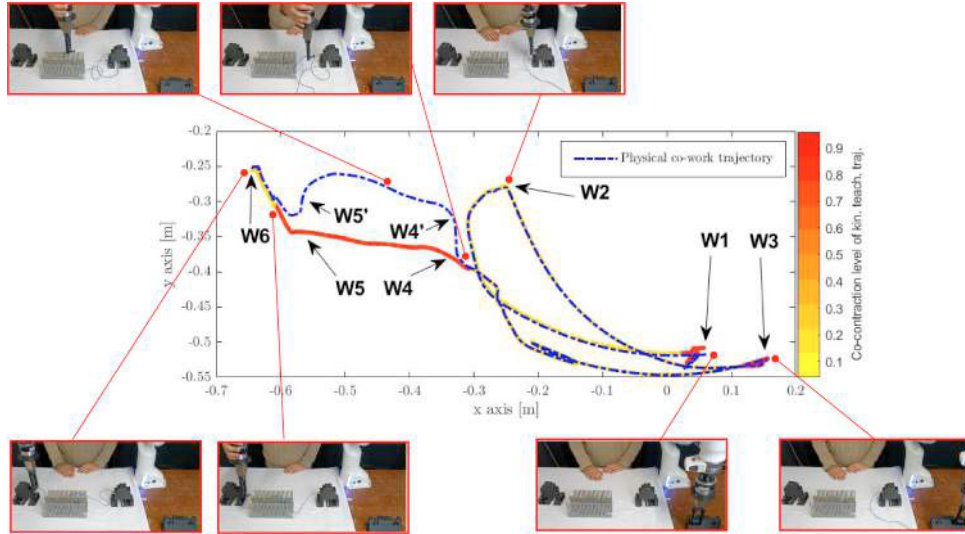 -0.2
-0.25
-0.3
-0.35
-0.4
-0.45
-0.5
-0.55
y axis [m]
Physical co-work trajectory
W2
W5'
W4'
W6
W1
W3
W5
W4
-0.7
-0.6
-0.5
-0.4
-0.3
-0.2
-0.1
0
0.1
0.2
x axis [m]
0.9
0.8
0.7
0.6
0.5
0.4
0.3
0.2
0.1
Co-contraction level of kin. teach. traj.